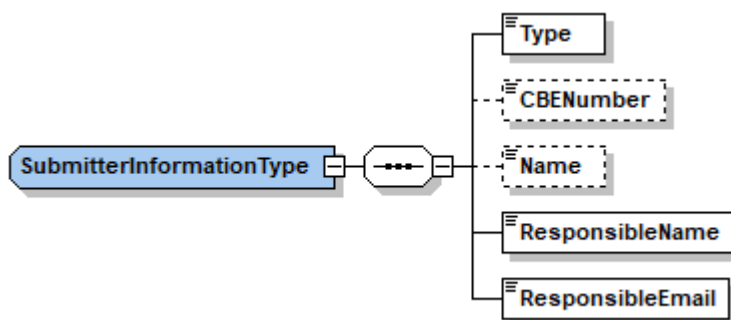 Type
CBENumber
SubmitterInformationType
Name
ResponsibleName
ResponsibleEmail